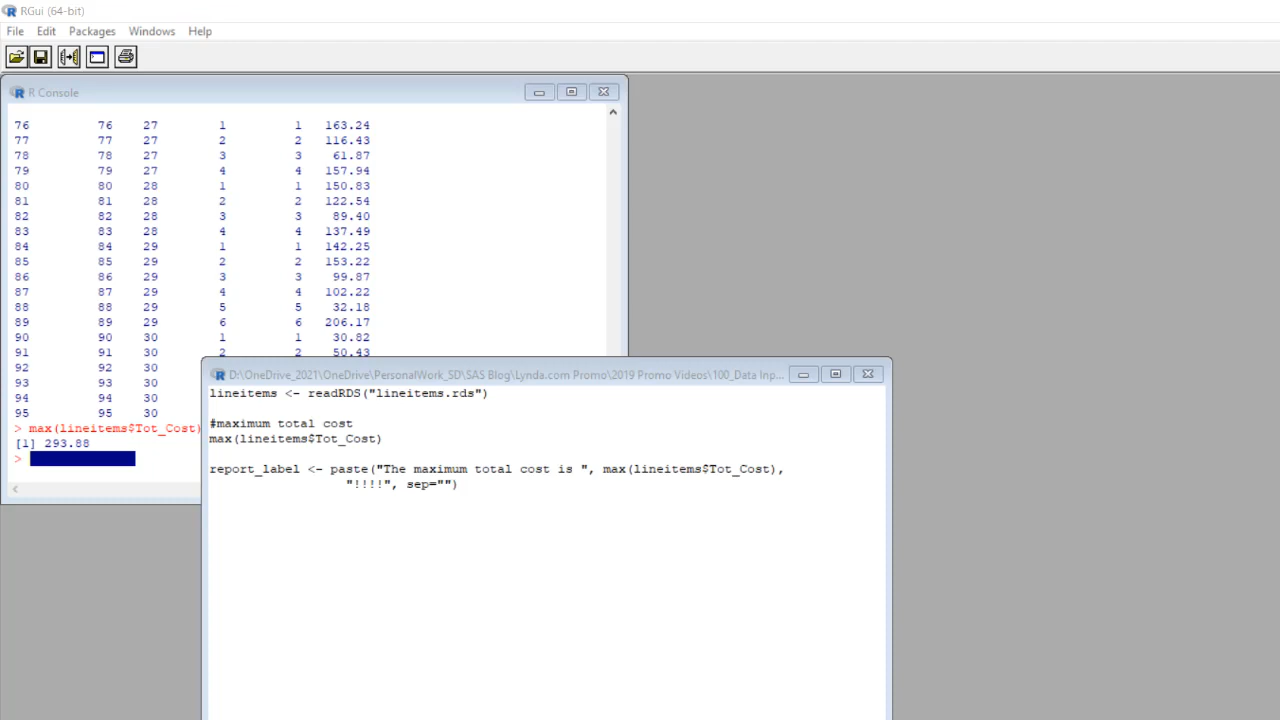 RGui (64-bit)
File Edit Packages Windows Help
R Console
76 76 27 1 1 163.24
77 77 27 2 2 116.43
78 78 27 3 3 61.87
79 79 27 4 4 157.94
80 80 28 1 1 150.83
81 81 28 2 2 122.54
82 82 28 3 3 89.40
83 83 28 4 4 137.49
84 84 29 1 1 142.25
85 85 29 2 2 153.22
86 86 29 3 3 99.87
87 87 29 4 4 102.22
88 88 29 5 5 32.18
89 89 29 6 6 206.17
90 90 30 1 1 30.82
91 91 30 2 2 50.43
92 92 30
93 93 30
94 94 30
95 95 30
> max(lineitems$Tot_Cost)
[1] 293.88
>
D:\OneDrive_2021\OneDrive\PersonalWork_SD\SAS Blog\Lynda.com Promo\2019 Promo Videos\100_Data Inp...
lineitems <- readRDS("lineitems.rds")
#maximum total cost
max(lineitems$Tot_Cost)
report_label <- paste("The maximum total cost is ", max(lineitems$Tot_Cost),
"!!!!", sep="")